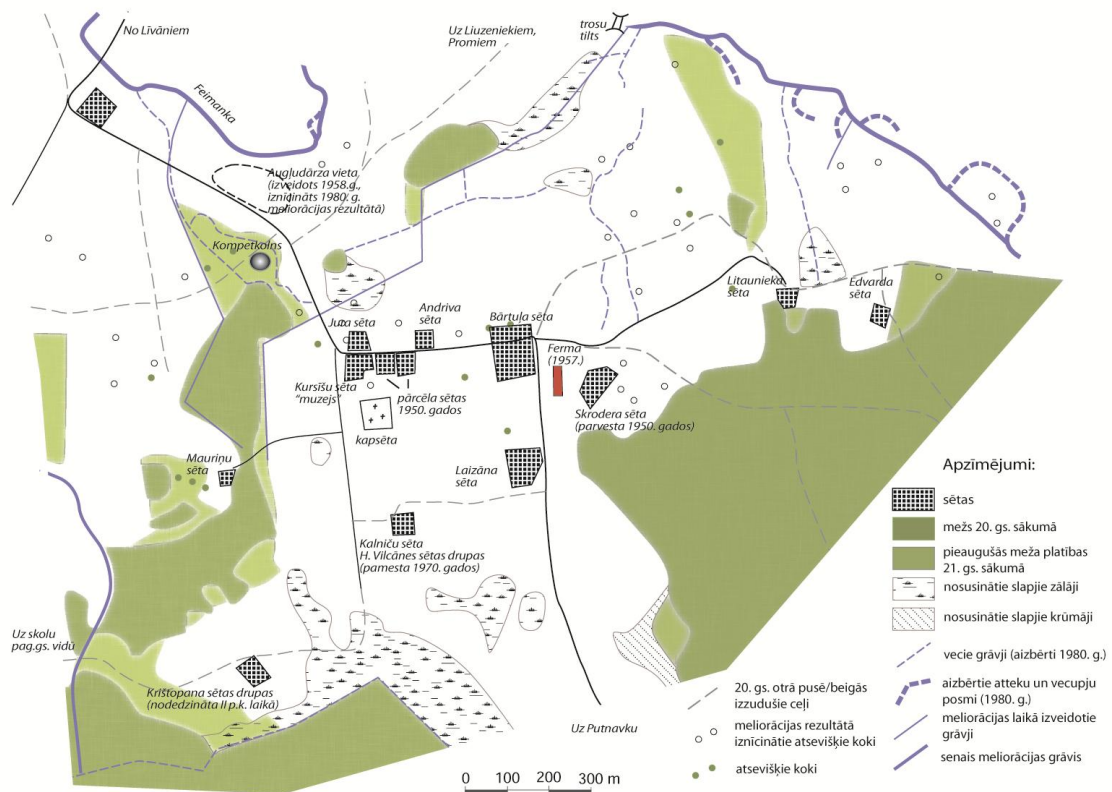 No Līvāniem
Uz Liuzeniekiem,
Promiem
trosu
tilts
Feimanka
Augļudārza vieta
(izveidots 1958.g.,
iznīcināts 1980. g.
meliorācijas rezultātā)
Kompetkolns
Litaunieka
sēta
Edvarda
sēta
Juta sēta
Andriva
sēta
Bārtuļa sēta
Ferma
(1957.)
Kursīšu sēta
"muzejs"
pārcēla sētas
1950. gados
Skrodera sēta
(parvesta 1950. gados)
kapsēta
Mauriņu
sēta
Laizāna
sēta
Kalniču sēta
H. Vilcānes sētas drupas
(pamesta 1970. gados)
Uz skolu
pag.gs. vidū
Krištopana sētas drupas
(nodedzināta II p.k. laikā)
Uz Putnavku
0 100 200 300 m
20. gs. otrā pusē/beigās
izzudušie ceļi
meliorācijas rezultātā
iznīcinātie atsevišķie koki
atsevišķie koki
Apzīmējumi:
sētas
mežs 20. gs. sākumā
pieaugušās meža platības
21. gs. sākumā
nosusinātie slapjie zālāji
nosusinātie slapjie krūmāji
vecie grāvji (aizbērti 1980. g.)
aizbērtie atteku un vecupju
posmi (1980. g.)
meliorācijas laikā izveidotie
grāvji
senais meliorācijas grāvis